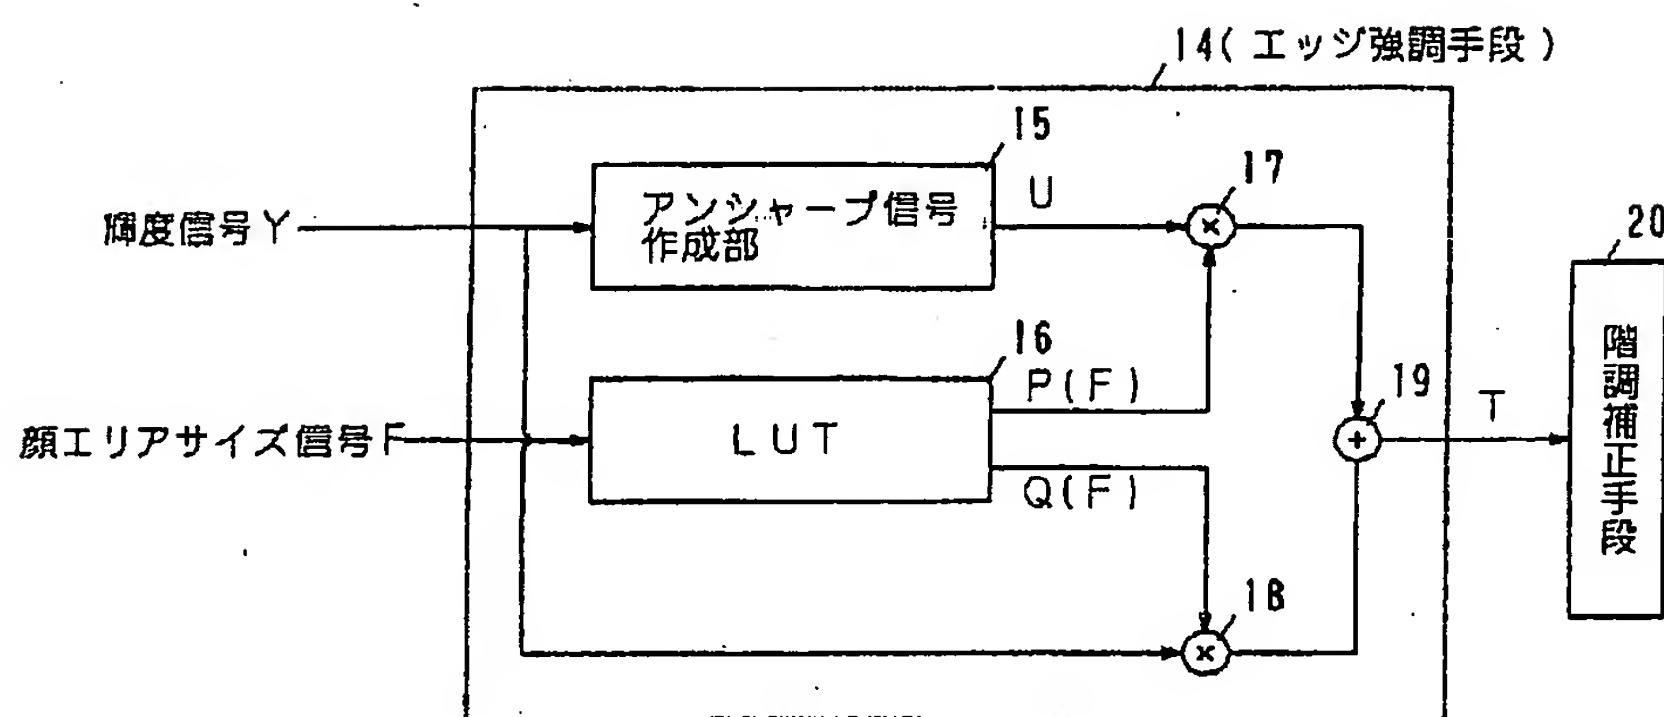 14(エッジ強調手段)
15
輝度信号Y
アンシャープ信号
作成部
U
17
20
16
顔エリアサイズ信号F
LUT
P(F)
Q(F)
19
T
階調補正手段
18